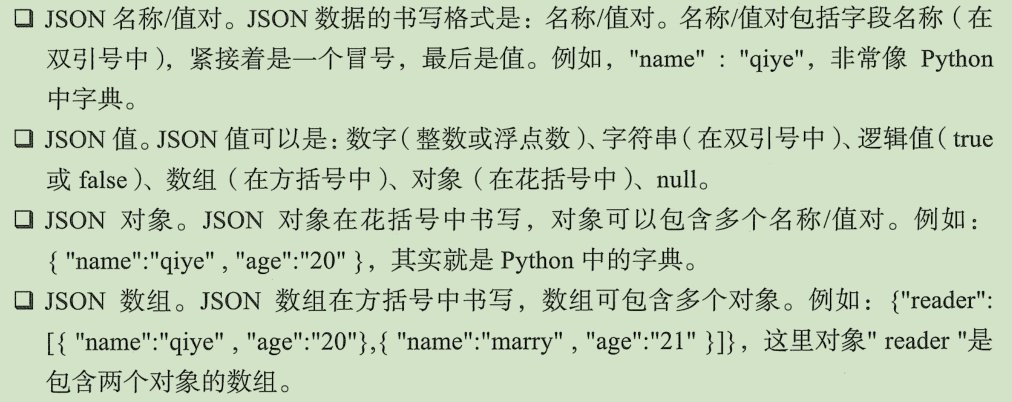 ❏ JSON 名称/值对。JSON 数据的书写格式是：名称/值对。名称/值对包括字段名称（在
双引号中），紧接着是一个冒号，最后是值。例如，"name" : "qiye"，非常像 Python
中字典。
❏ JSON 值。JSON 值可以是：数字（整数或浮点数）、字符串（在双引号中）、逻辑值（true
或 false）、数组（在方括号中）、对象（在花括号中）、null。
❏ JSON 对象。JSON 对象在花括号中书写，对象可以包含多个名称/值对。例如：
{ "name":"qiye" , "age":"20" }，其实就是 Python 中的字典。
❏ JSON 数组。JSON 数组在方括号中书写，数组可包含多个对象。例如：{"reader":
[{ "name":"qiye" , "age":"20"},{ "name":"marry" , "age":"21" }]}，这里对象" reader "是
包含两个对象的数组。